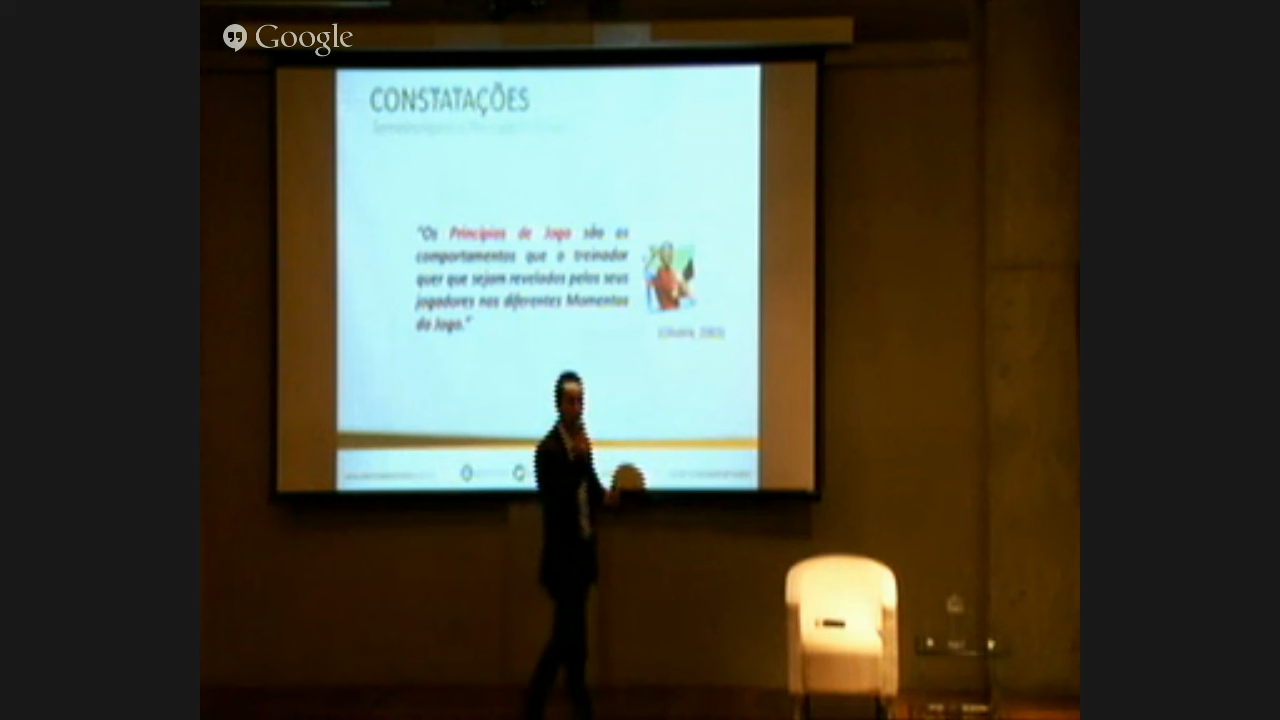 Google
CONSTATAÇÕES
"Os Princípios de Jogo são os
comportamentos que o treinador
quer que sejam revelados pelos seus
jogadores nos diferentes Momentos
do Jogo."